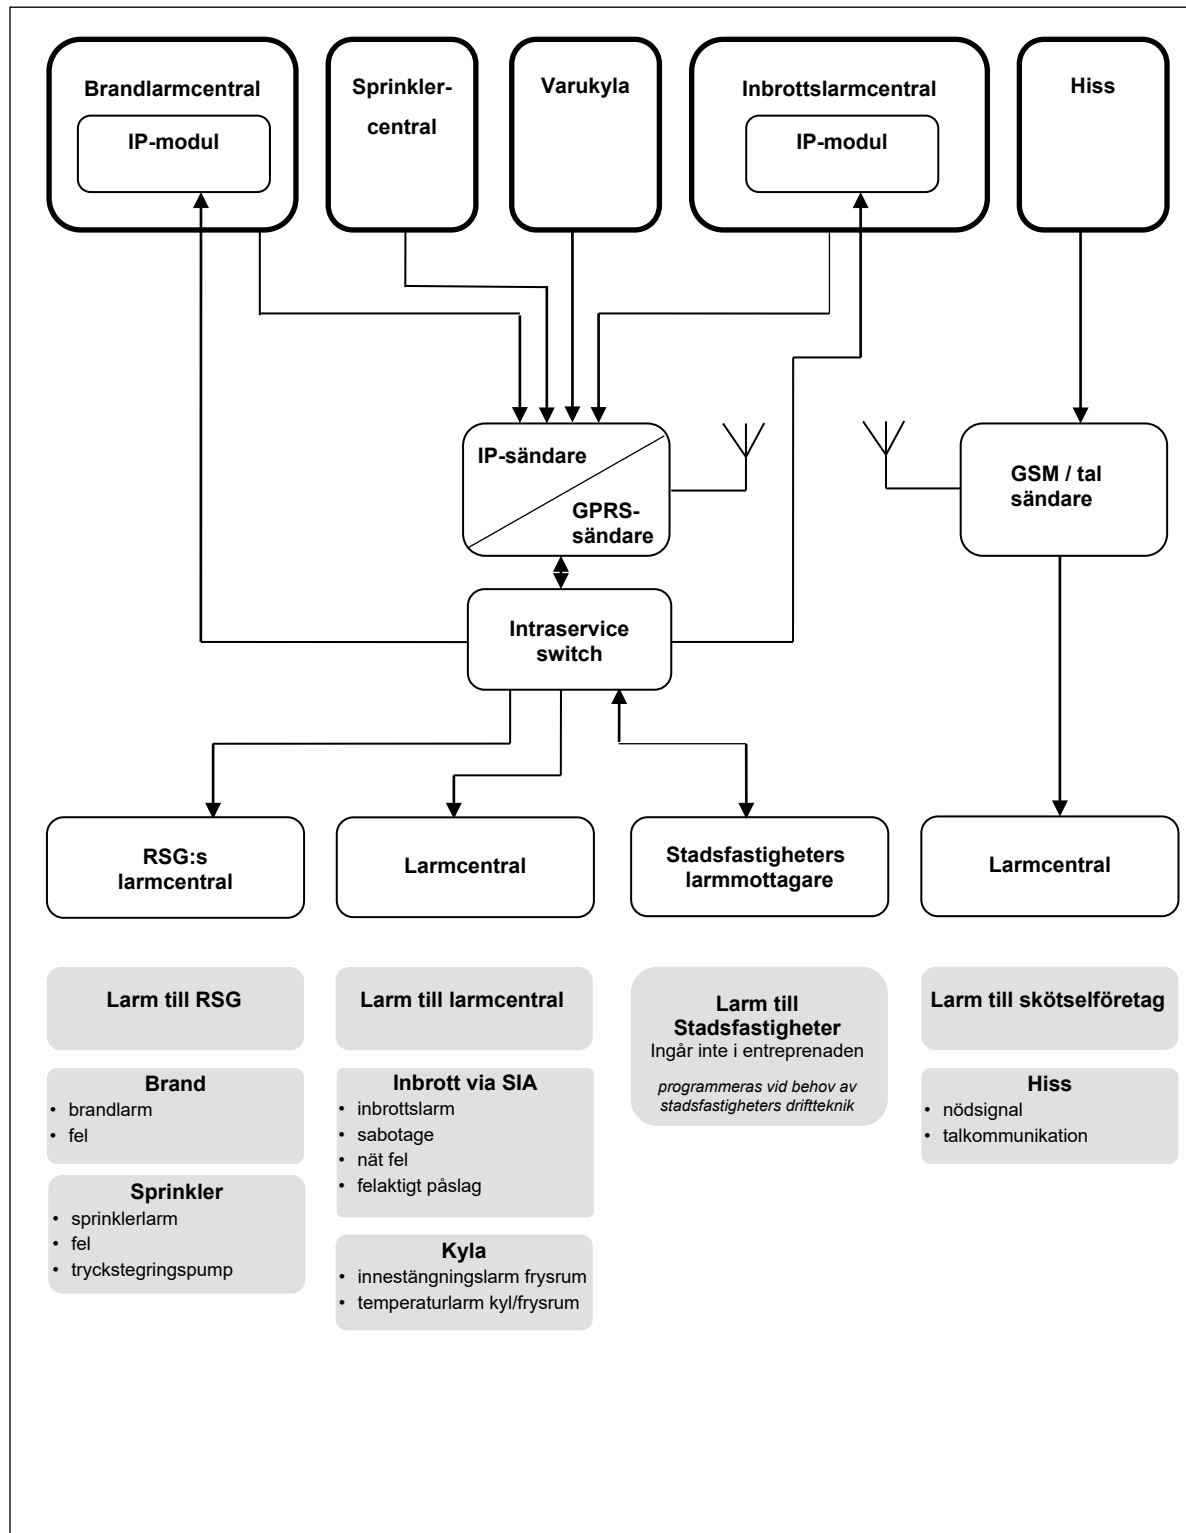 Brandlarmcentral
IP-modul
Sprinkler-
central
Varukyla
Inbrottslarmcentral
IP-modul
Hiss
IP-sändare
GPRS-
sändare
GSM / tal
sändare
Intraservice
switch
RSG:s
larmcentral
Larmcentral
Stadsfastigheters
larmmottagare
Larmcentral
Larm till RSG
Brand
• brandlarm
• fel
Sprinkler
• sprinklerlarm
• fel
• tryckstegringspump
Larm till larmcentral
Inbrott via SIA
• inbrottslarm
• sabotage
• nät fel
• felaktigt påslag
Kyla
• innestängningslarm frysrum
• temperaturlarm kyl/frysrum
Larm till
Stadsfastigheter
Ingår inte i entreprenaden
programmeras vid behov av
stadsfastigheters driftteknik
Larm till skötselföretag
Hiss
• nödsignal
• talkommunikation